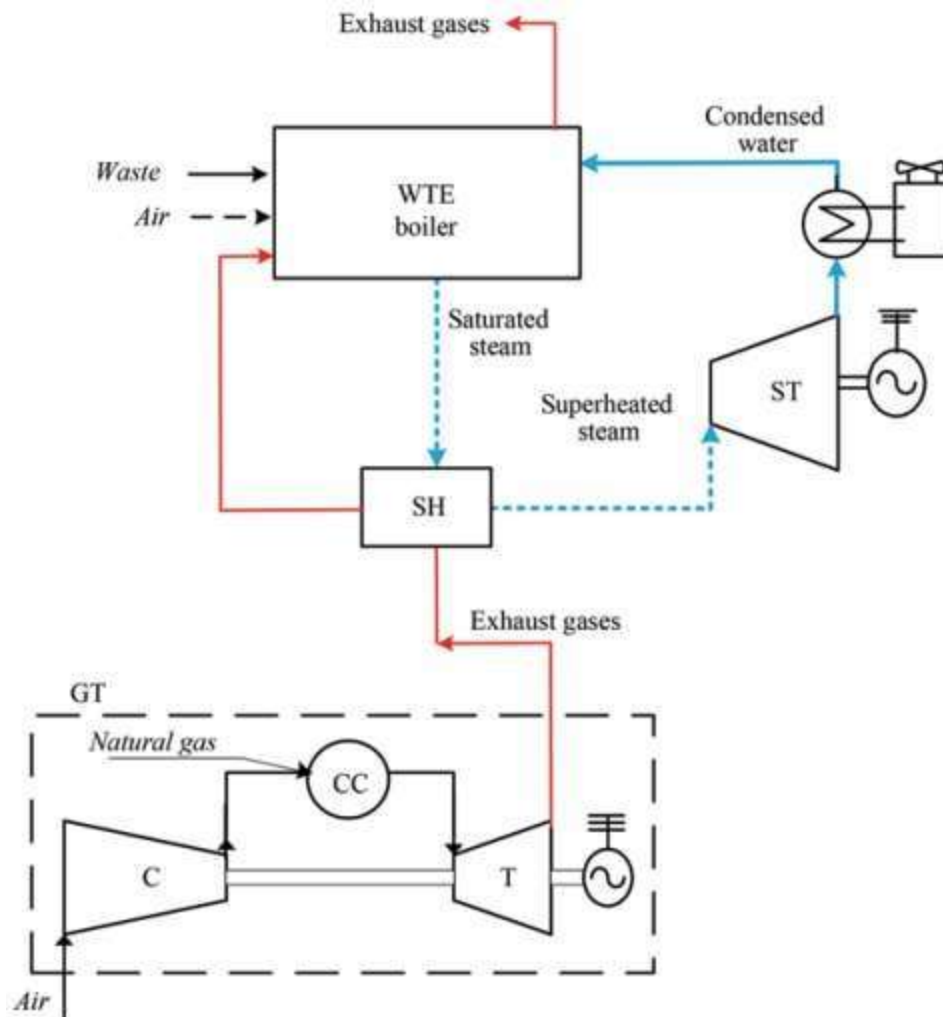 Exhaust gases
Condensed
water
Waste
WTE
Air
boiler
Saturated
steam
ST
Superheated
steam
SH
Exhaust gases
GT
Natural gas
CC
C
T
Air